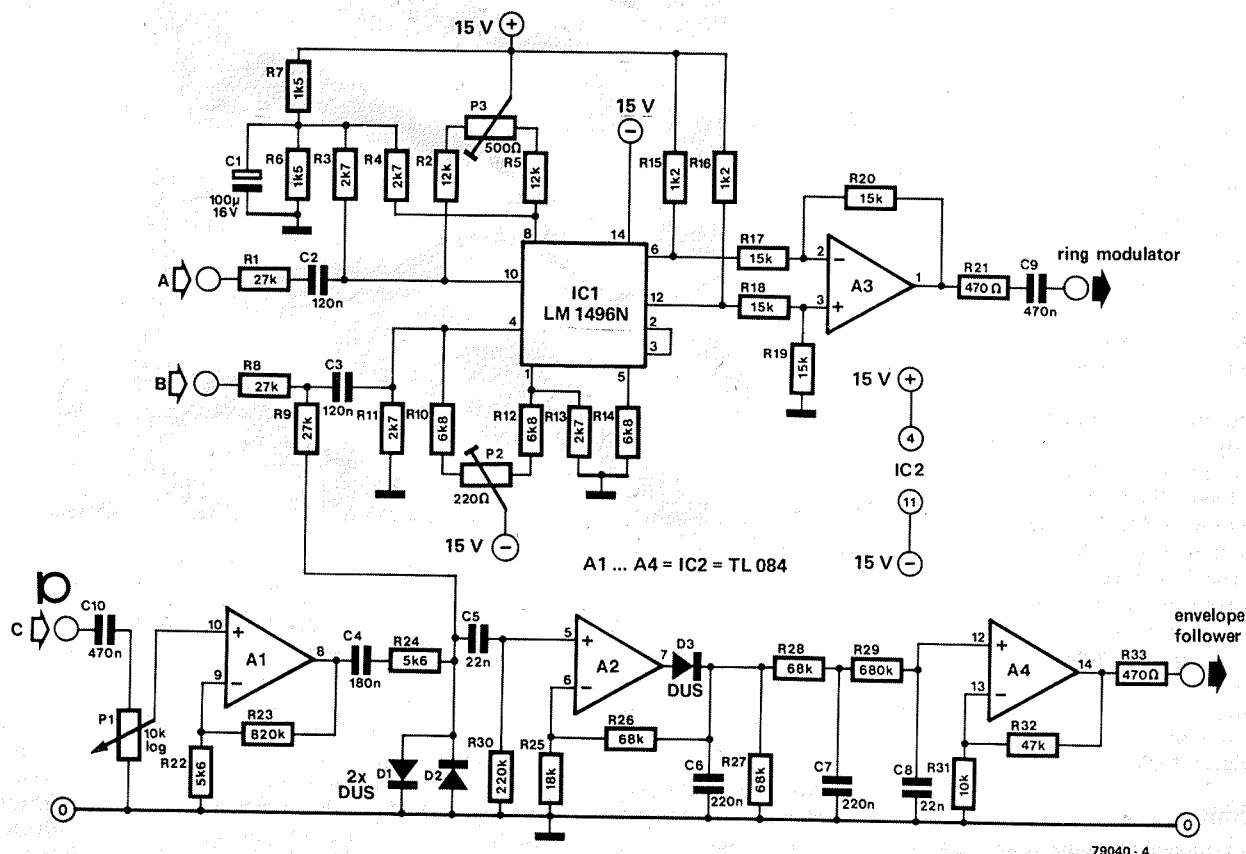 15 V +
R7
1k5
P3
500Ω
15 V
−
C1
100µ
16V
R6
1k5
R3
2k7
R4
2k7
R2
12k
R5
12k
R15
1k2
R16
1k2
R20
15k
8
14
6
R17
15k
2
−
A
R1
27k
C2
120n
10
IC1
LM 1496N
12
R18
15k
3
+
A3
1
R21
470Ω
C9
470n
ring modulator
4
2
3
R19
15k
B
R8
27k
C3
120n
1
5
R9
27k
R11
2k7
R10
6k8
R12
6k8
R13
2k7
R14
6k8
P2
220Ω
15 V −
15 V +
4
IC2
11
15 V −
A1 ... A4 = IC2 = TL 084
C
C10
470n
10
+
9
−
A1
8
C4
180n
R24
5k6
C5
22n
5
+
6
−
A2
7
D3
DUS
R28
68k
R29
680k
12
+
13
−
A4
14
R33
470Ω
envelope
follower
P1
10k
log
R22
5k6
R23
820k
2x
DUS
D1
D2
R30
220k
R25
18k
R26
68k
C6
220n
R27
68k
C7
220n
C8
22n
R31
10k
R32
47k
0
0
79040 - 4